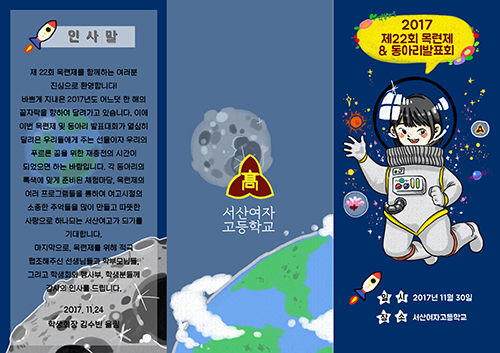 인 사 말
제 22회 목련제를 함께하는 여러분
진심으로 환영합니다!
바쁘게 지내온 2017년도 어느덧 한 해의
끝자락을 향하여 달려가고 있습니다. 이에
이번 목련제 및 동아리 발표대회가 열심히
달려온 우리들에게 주는 선물이자 우리의
푸르른 꿈을 위한 재충전의 시간이
되었으면 하는 바람입니다. 각 동아리의
특색에 맞게 준비된 체험마당, 목련제의
여러 프로그램들을 통하여 여고시절의
소중한 추억들을 많이 만들고 따뜻한
사랑으로 하나되는 서산여고가 되기를
기대합니다.
마지막으로, 목련제를 위해 적극
협조해주신 선생님들과 학부모님들,
그리고 학생회와 행사부, 학생분들께
감사의 인사를 드립니다.
2017. 11.24
학생회장 김수빈 올림
高
서산여자
고등학교
2017
제22회 목련제
& 동아리발표회
일 시 2017년 11월 30일
장 소 서산여자고등학교